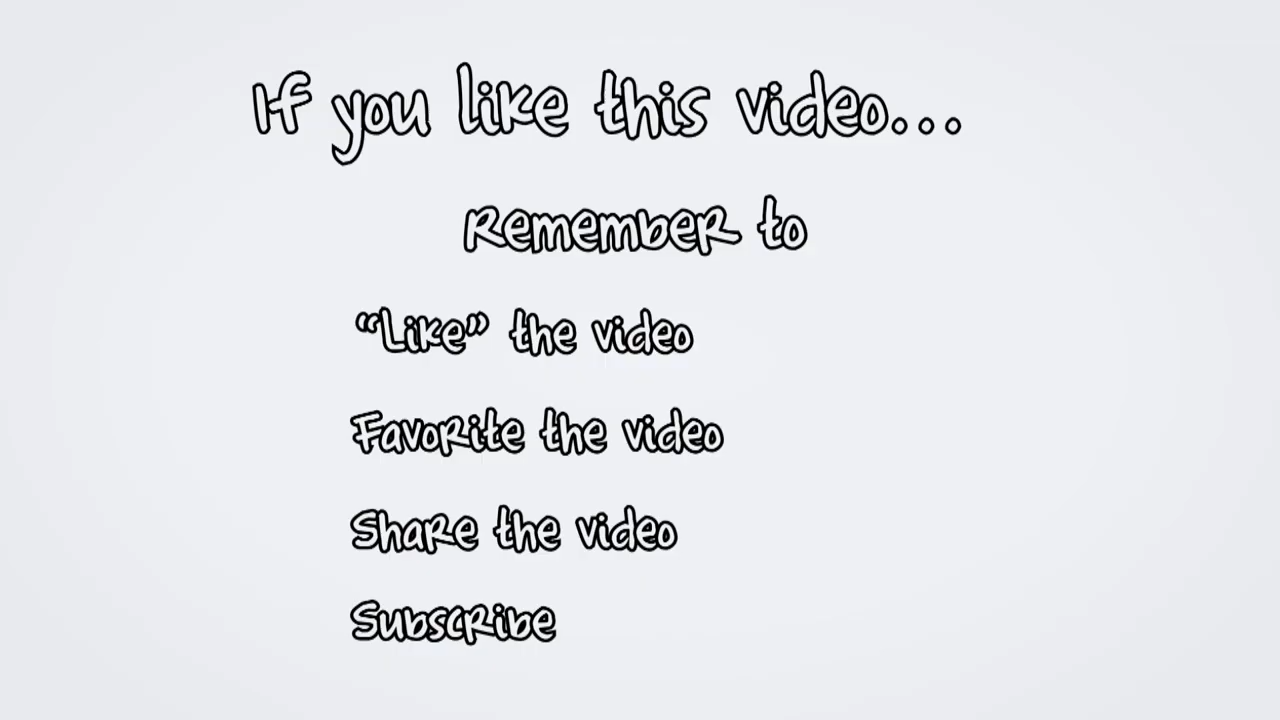 If you like this video...
Remember to
“Like” the video
Favorite the video
Share the video
Subscribe